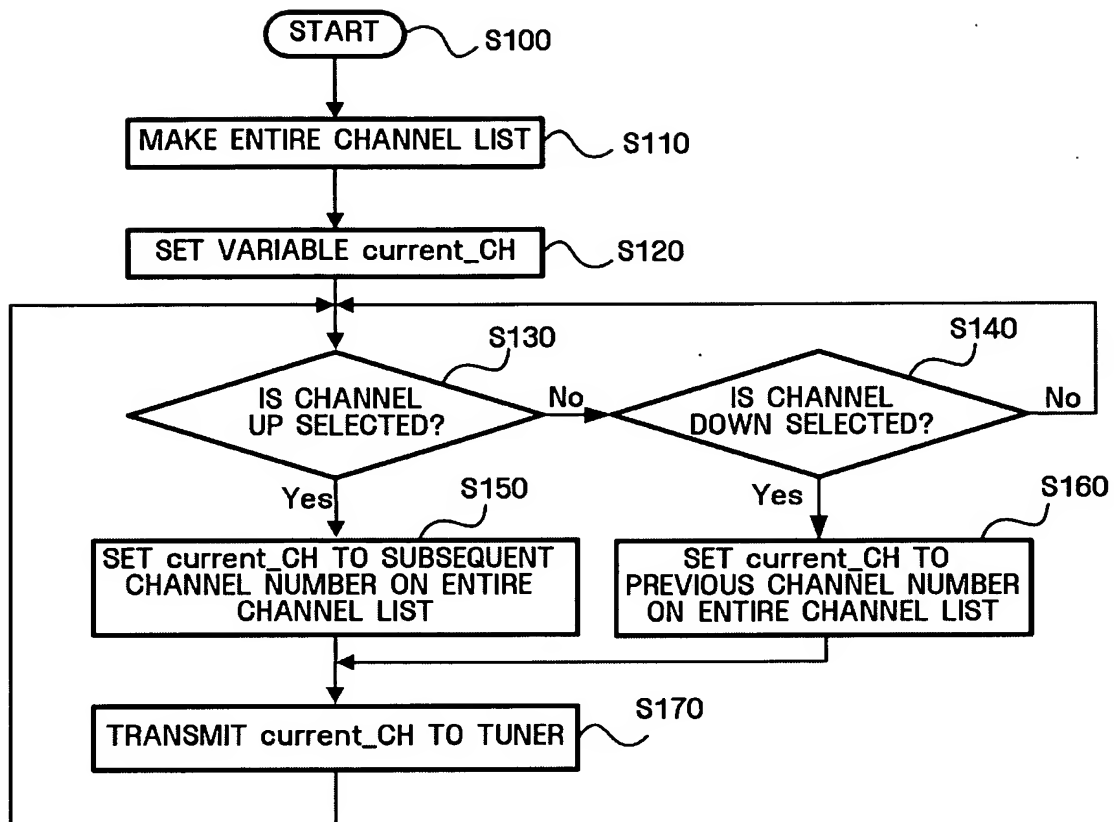 START
S100
MAKE ENTIRE CHANNEL LIST
S110
SET VARIABLE current_CH
S120
S130
S140
IS CHANNEL
UP SELECTED?
No
IS CHANNEL
DOWN SELECTED?
No
Yes
S150
Yes
S160
SET current_CH TO SUBSEQUENT
CHANNEL NUMBER ON ENTIRE
CHANNEL LIST
SET current_CH TO
PREVIOUS CHANNEL NUMBER
ON ENTIRE CHANNEL LIST
S170
TRANSMIT current_CH TO TUNER